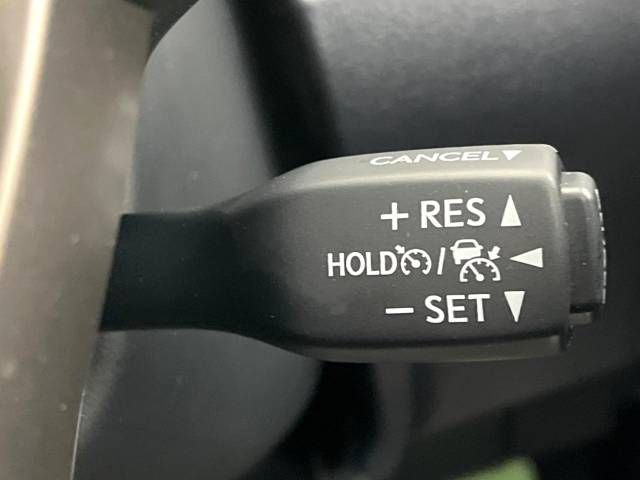 CANCEL▼
+ RES ▲
HOLD / ◀
− SET ▼